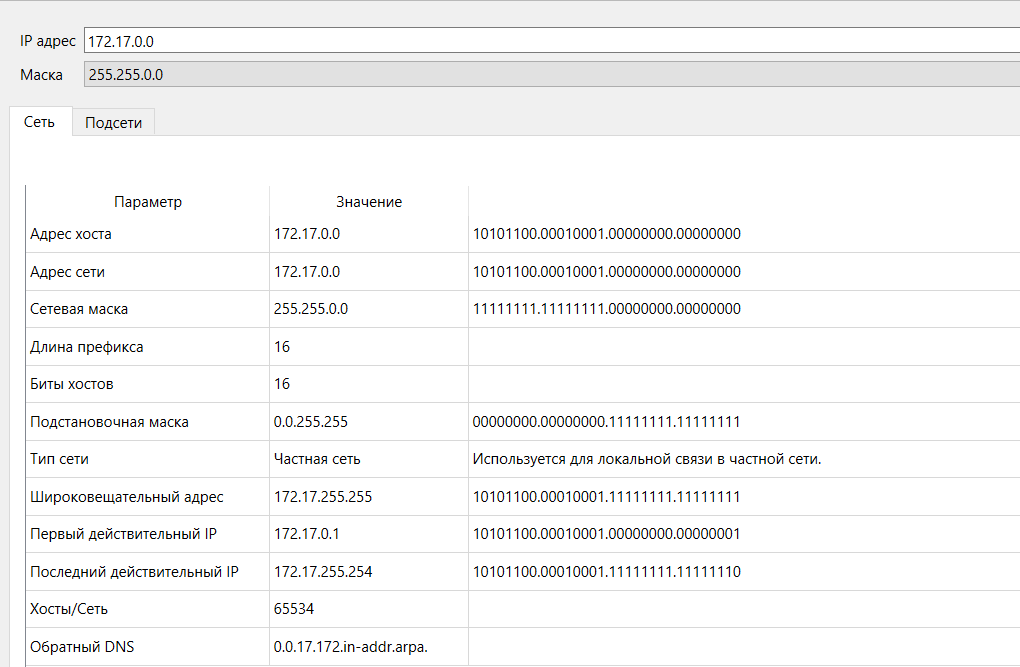 IP адрес 172.17.0.0
Маска 255.255.0.0
Сеть Подсети
Параметр Значение
Адрес хоста 172.17.0.0 10101100.00010001.00000000.00000000
Адрес сети 172.17.0.0 10101100.00010001.00000000.00000000
Сетевая маска 255.255.0.0 11111111.11111111.00000000.00000000
Длина префикса 16
Биты хостов 16
Подстановочная маска 0.0.255.255 00000000.00000000.11111111.11111111
Тип сети Частная сеть Используется для локальной связи в частной сети.
Широковещательный адрес 172.17.255.255 10101100.00010001.11111111.11111111
Первый действительный IP 172.17.0.1 10101100.00010001.00000000.00000001
Последний действительный IP 172.17.255.254 10101100.00010001.11111111.11111110
Хосты/Сеть 65534
Обратный DNS 0.0.17.172.in-addr.arpa.